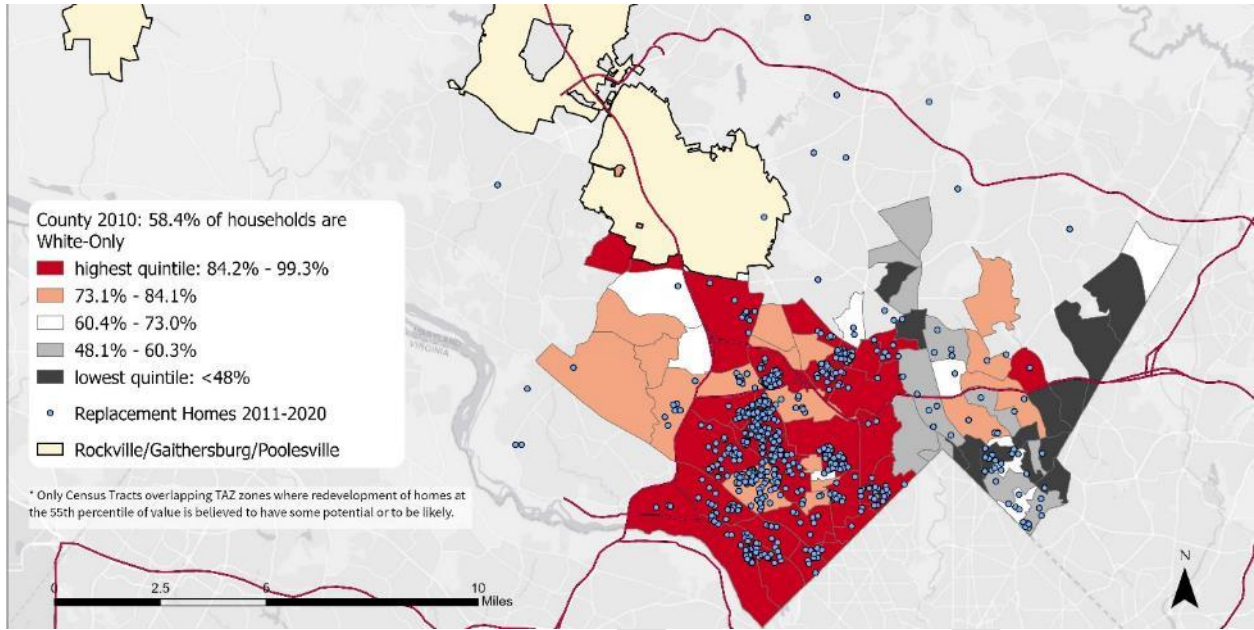 County 2010: 58.4% of households are
White-Only
highest quintile: 84.2% - 99.3%
73.1% - 84.1%
60.4% - 73.0%
48.1% - 60.3%
lowest quintile: <48%
Replacement Homes 2011-2020
Rockville/Gaithersburg/Poolesville
* Only Census Tracts overlapping TAZ zones where redevelopment of homes at
the 55th percentile of value is believed to have some potential or to be likely.
MARYLAND
VIRGINIA
N
0 2.5 5 10
Miles